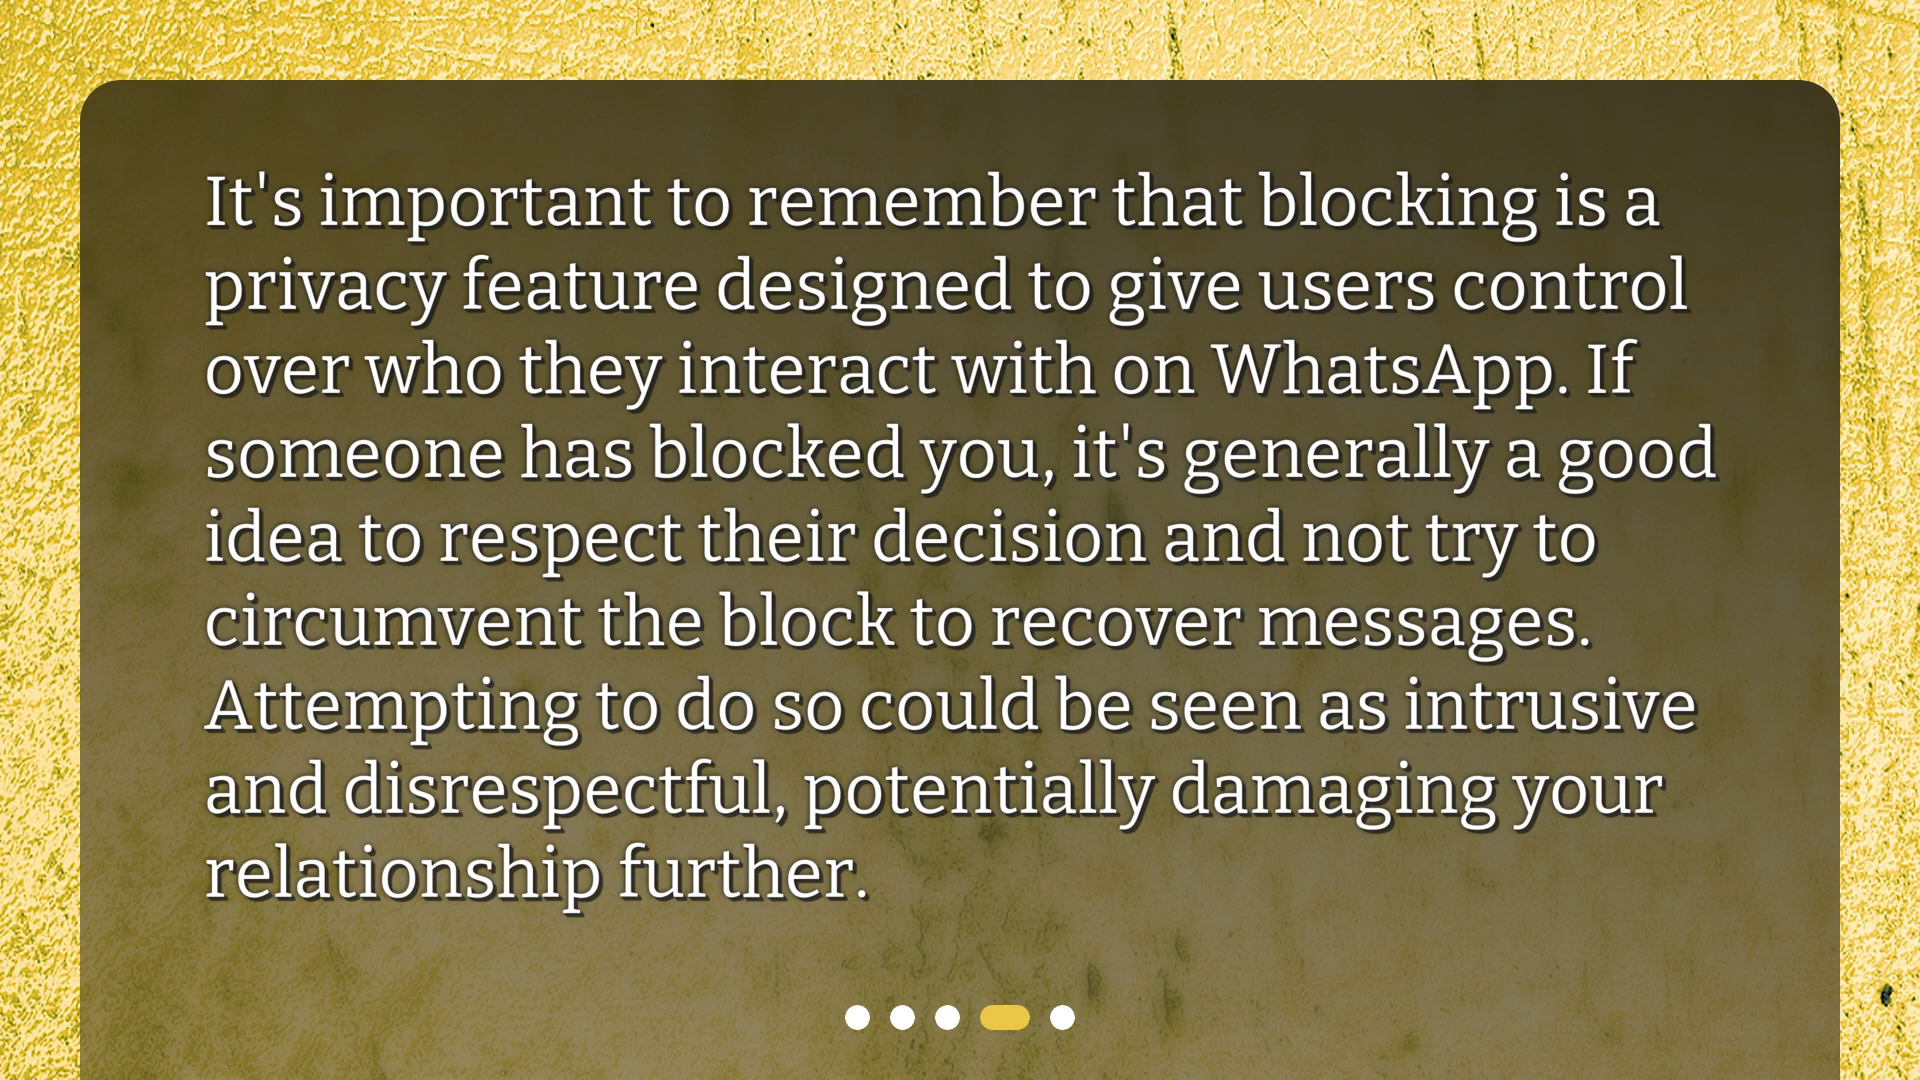 It's important to remember that blocking is a
privacy feature designed to give users control
over who they interact with on WhatsApp. If
someone has blocked you, it's generally a good
idea to respect their decision and not try to
circumvent the block to recover messages.
Attempting to do so could be seen as intrusive
and disrespectful, potentially damaging your
relationship further.